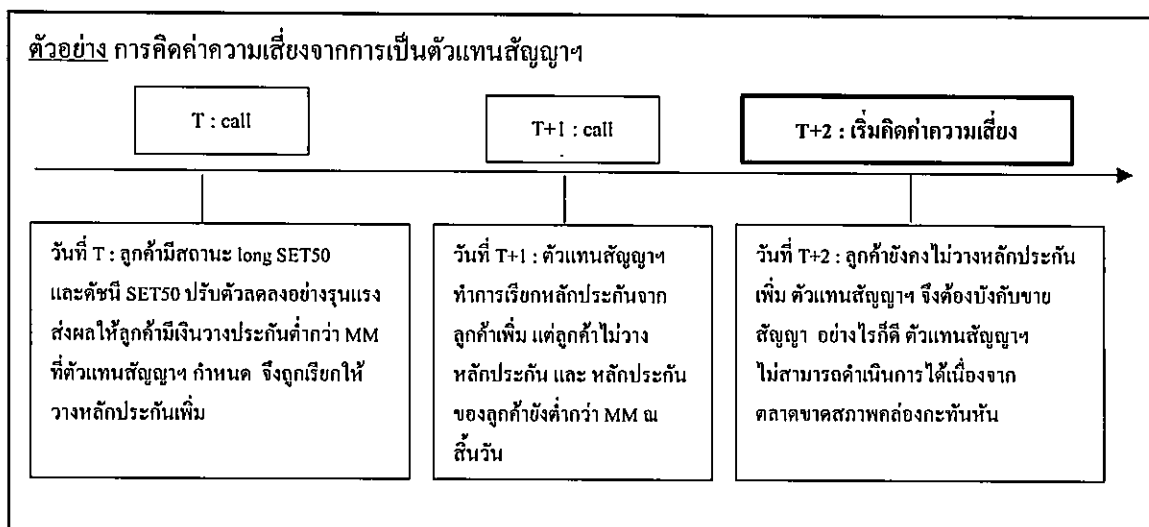 ตัวอย่าง การคิดค่าความเสี่ยงจากการเป็นตัวแทนสัญญาฯ
T : call
T+1 : call
T+2 : เริ่มคิดค่าความเสี่ยง
วันที่ T : ลูกค้ามีสถานะ long SET50
และดัชนี SET50 ปรับตัวลดลงอย่างรุนแรง
ส่งผลให้ลูกค้ามีเงินวางประกันต่ำกว่า MM
ที่ตัวแทนสัญญาฯ กำหนด จึงถูกเรียกให้
วางหลักประกันเพิ่ม
วันที่ T+1 : ตัวแทนสัญญาฯ
ทำการเรียกหลักประกันจาก
ลูกค้าเพิ่ม แต่ลูกค้าไม่วาง
หลักประกัน และ หลักประกัน
ของลูกค้ายังต่ำกว่า MM ณ
สิ้นวัน
วันที่ T+2 : ลูกค้ายังคงไม่วางหลักประกัน
เพิ่ม ตัวแทนสัญญาฯ จึงต้องบังคับขาย
สัญญา อย่างไรก็ดี ตัวแทนสัญญาฯ
ไม่สามารถดำเนินการได้เนื่องจาก
ตลาดขาดสภาพคล่องกะทันหัน